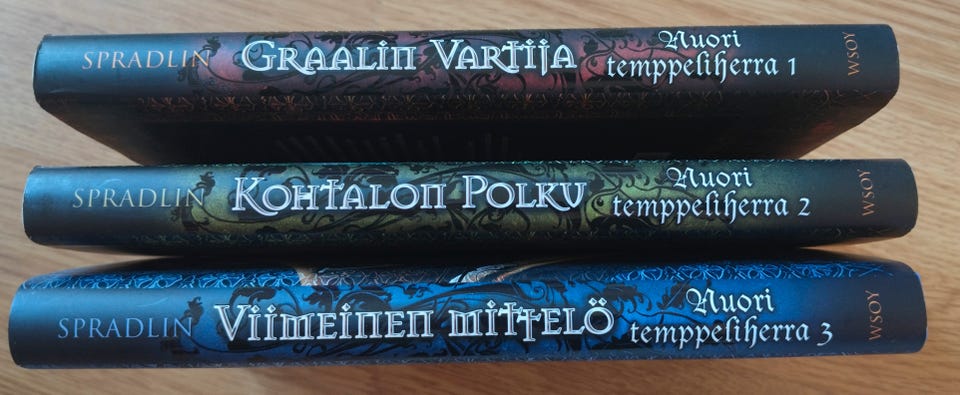 SPRADLIN
GRAALIN VARTIJA
Nuori
temppeliherra 1
WSOY
SPRADLIN
KOHTALON POLKU
Nuori
temppeliherra 2
WSOY
SPRADLIN
VIIMEINEN MITTELÖ
Nuori
temppeliherra 3
WSOY